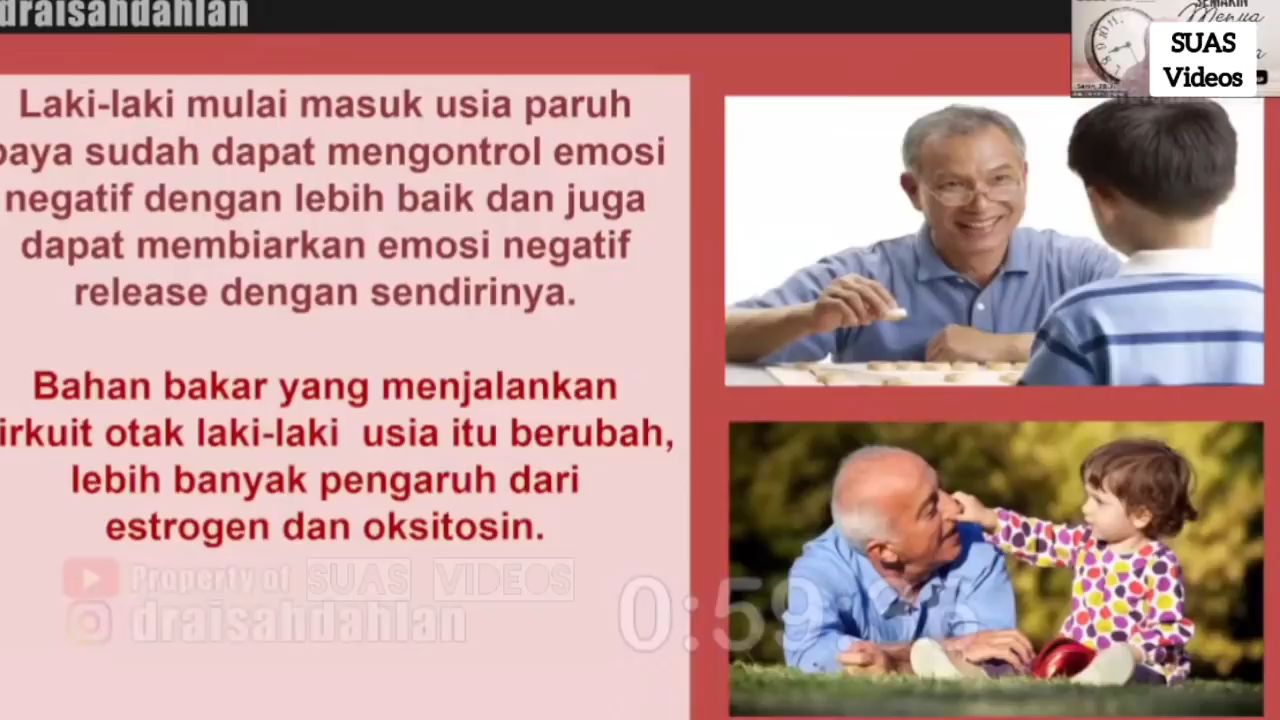 draisahdahlan
SEMAKIN
Menua
SUAS
Videos
Laki-laki mulai masuk usia paruh
baya sudah dapat mengontrol emosi
negatif dengan lebih baik dan juga
dapat membiarkan emosi negatif
release dengan sendirinya.
Bahan bakar yang menjalankan
irkuit otak laki-laki usia itu berubah,
lebih banyak pengaruh dari
estrogen dan oksitosin.
Property of SUAS VIDEOS
draisahdahlan